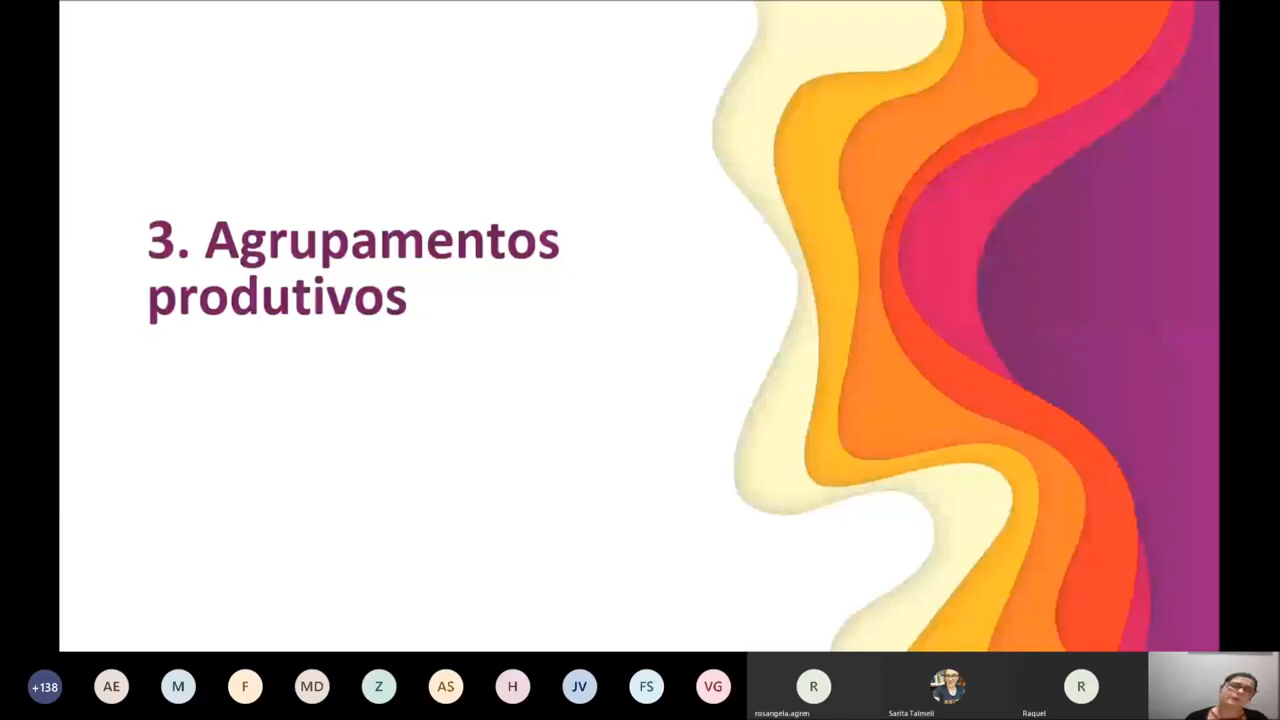 3. Agrupamentos
produtivos
+138
AE
M
F
MD
Z
AS
H
JV
FS
VG
R
rosangela.agren
Sarita Talmeli
R
Raquel